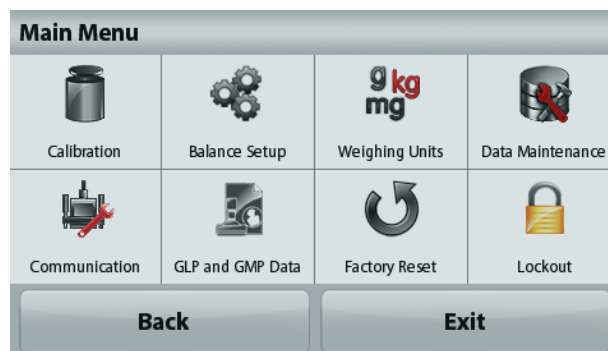 Main Menu
g kg
mg
Calibration
Balance Setup
Weighing Units
Data Maintenance
Communication
GLP and GMP Data
Factory Reset
Lockout
Back
Exit